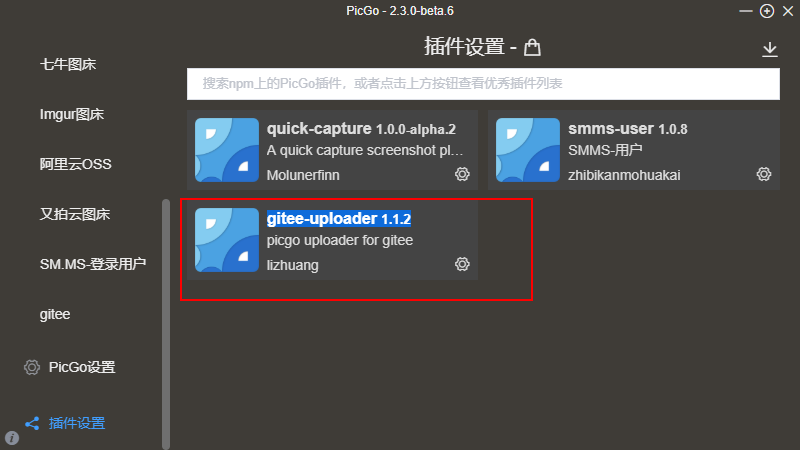 PicGo - 2.3.0-beta.6
七牛图床
Imgur图床
阿里云OSS
又拍云图床
SM.MS-登录用户
gitee
PicGo设置
插件设置
插件设置 -
搜索npm上的PicGo插件，或者点击上方按钮查看优秀插件列表
quick-capture 1.0.0-alpha.2
A quick capture screenshot pl...
Molunerfinn
smms-user 1.0.8
SMMS-用户
zhibikanmohuakai
gitee-uploader 1.1.2
picgo uploader for gitee
lizhuang